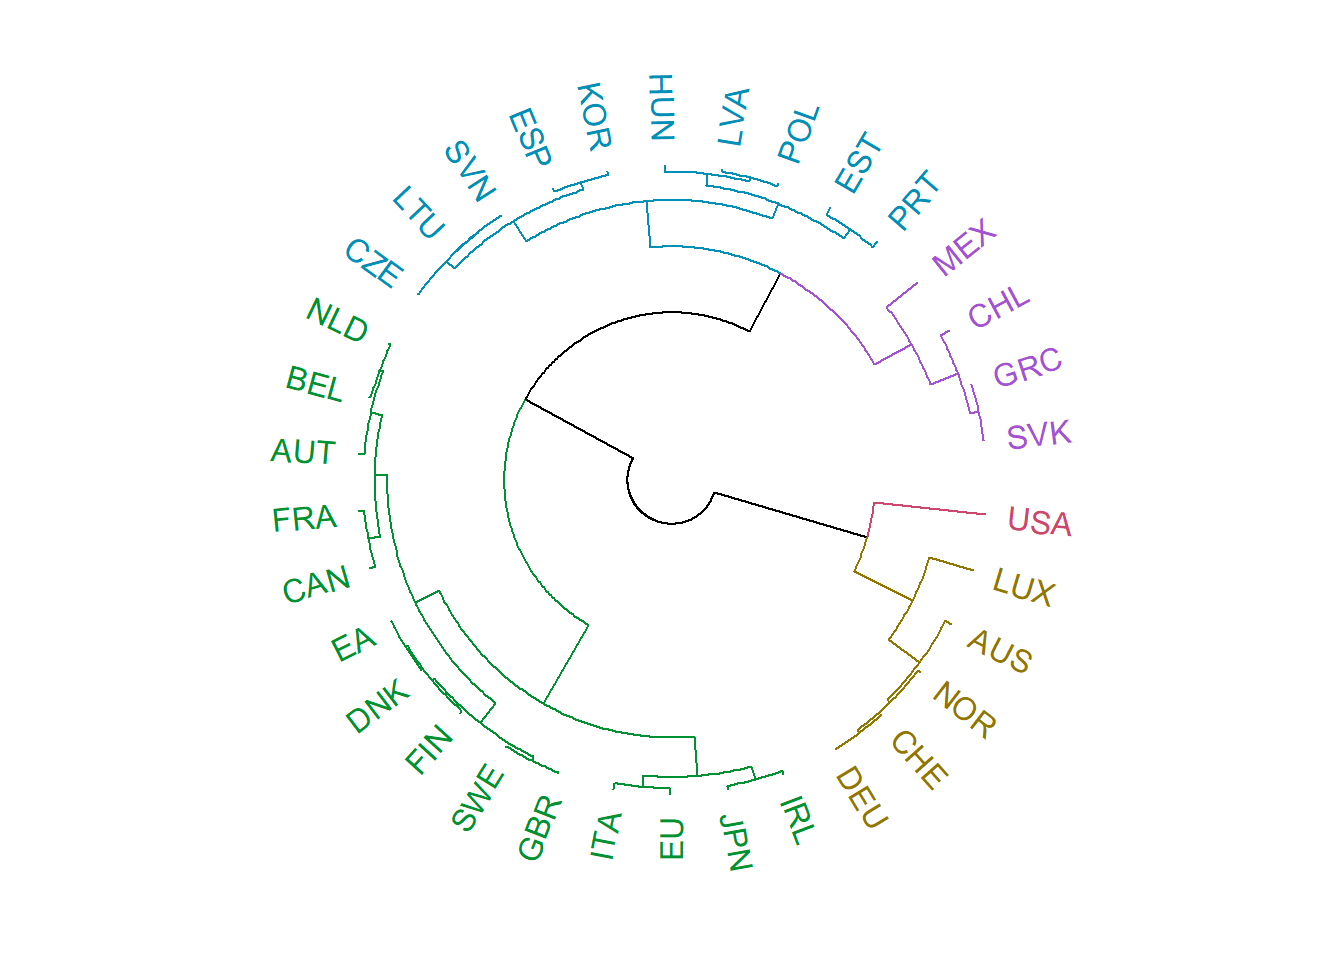 HUN
LVA
POL
EST
PRT
MEX
CHL
GRC
SVK
USA
LUX
AUS
NOR
CHE
DEU
IRL
JPN
EU
ITA
GBR
SWE
FIN
DNK
EA
CAN
FRA
AUT
BEL
NLD
CZE
LTU
SVN
ESP
KOR